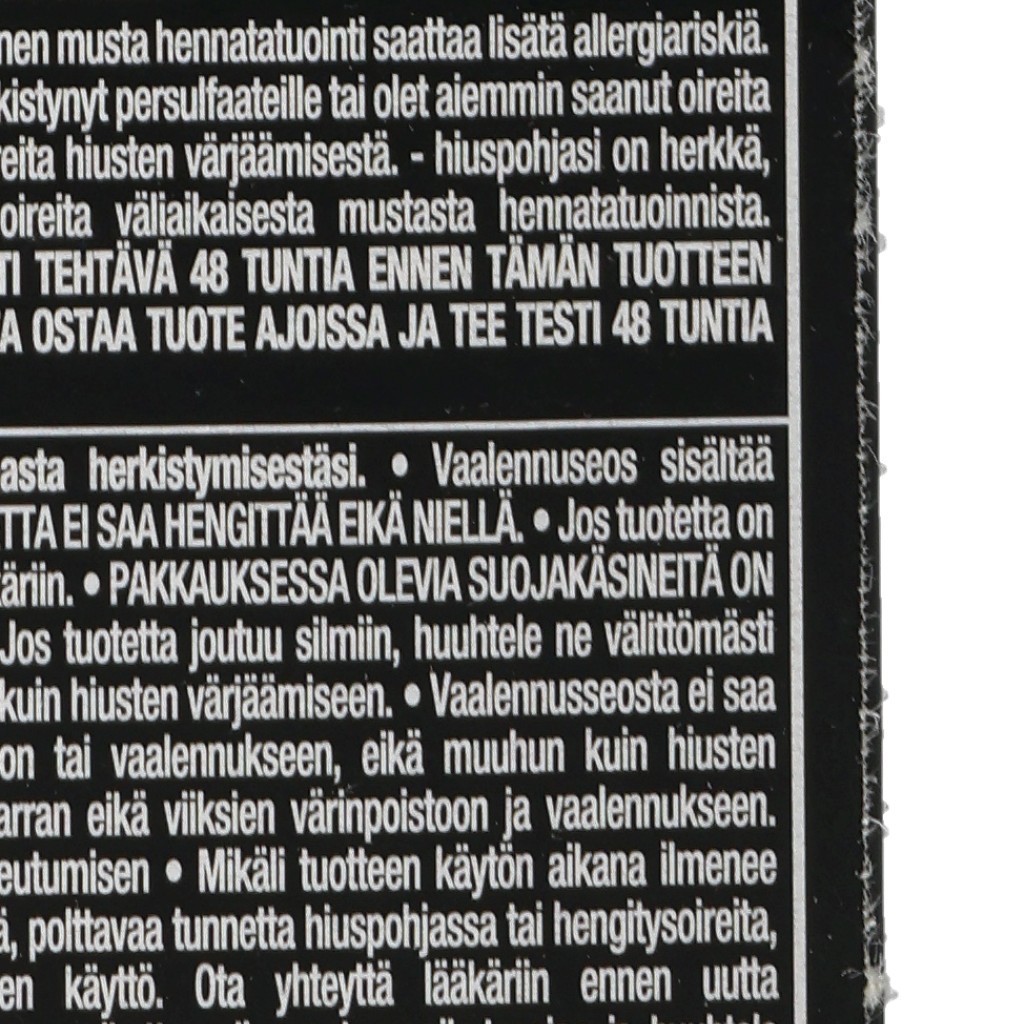 nen musta hennatatuointi saattaa lisätä allergiariskiä.
kistynyt persulfaateille tai olet aiemmin saanut oireita
reita hiusten värjäämisestä. - hiuspohjasi on herkkä,
oireita väliaikaisesta mustasta hennatatuoinnista.
TI TEHTÄVÄ 48 TUNTIA ENNEN TÄMÄN TUOTTEEN
TA OSTAA TUOTE AJOISSA JA TEE TESTI 48 TUNTIA
asta herkistymisestäsi. • Vaalennuseos sisältää
TTA EI SAA HENGITTÄÄ EIKÄ NIELLÄ. • Jos tuotetta on
äriin. • PAKKAUKSESSA OLEVIA SUOJAKÄSINEITÄ ON
Jos tuotetta joutuu silmiin, huuhtele ne välittömästi
kuin hiusten värjäämiseen. • Vaalennusseosta ei saa
on tai vaalennukseen, eikä muuhun kuin hiusten
arran eikä viiksien värinpoistoon ja vaalennukseen.
eutumisen • Mikäli tuotteen käytön aikana ilmenee
ä, polttavaa tunnetta hiuspohjassa tai hengitysoireita,
en käyttö. Ota yhteyttä lääkäriin ennen uutta